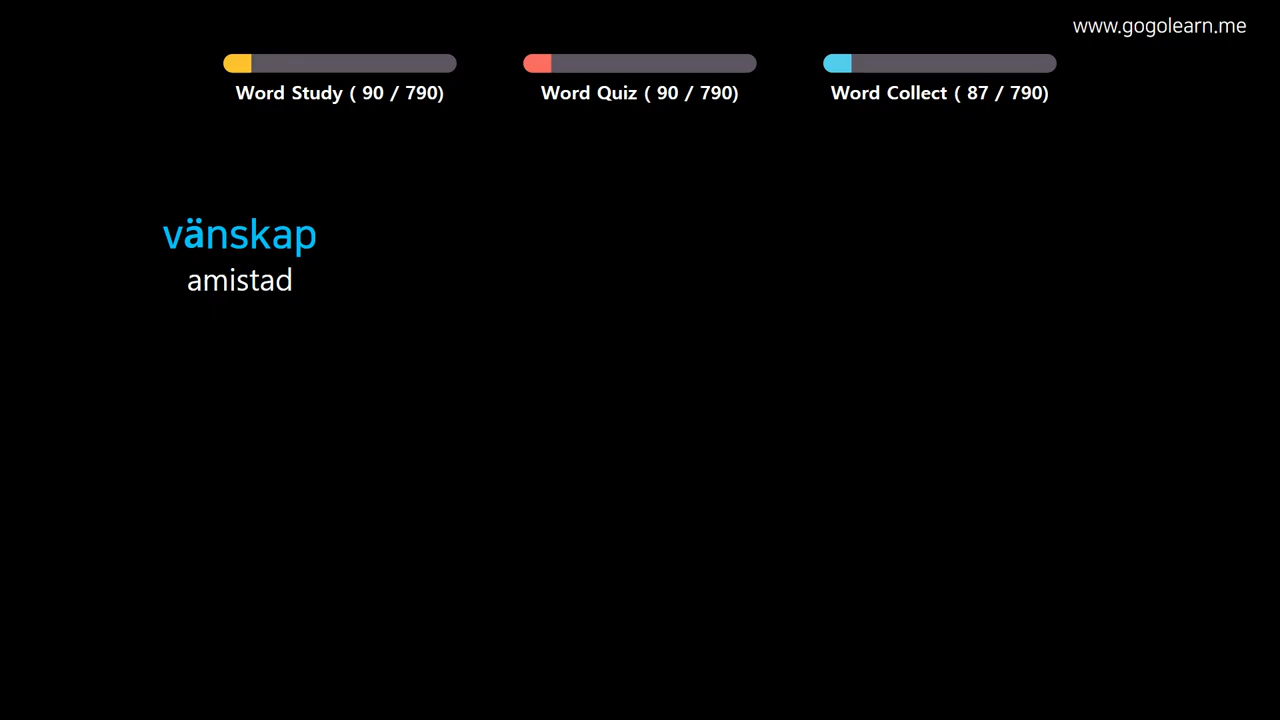 www.gogolearn.me
Word Study ( 90 / 790)
Word Quiz ( 90 / 790)
Word Collect ( 87 / 790)
vänskap
amistad